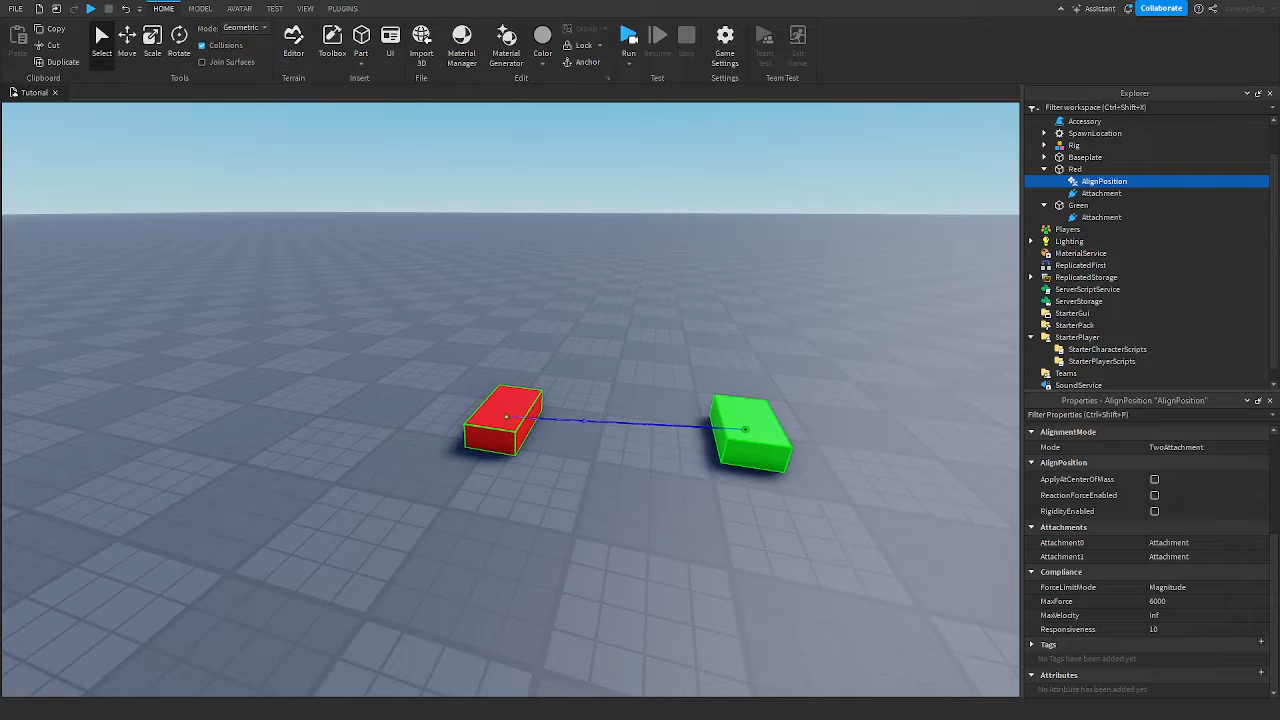 FILE HOME MODEL AVATAR TEST VIEW PLUGINS Assistant Collaborate
Paste Copy Cut Duplicate Select Move Scale Rotate Mode: Geometric Collisions Join Surfaces Editor Toolbox Part UI Import 3D Material Manager Material Generator Color Group Lock Anchor Run Resume Stop Game Settings Team Test Exit Game
Clipboard Tools Terrain Insert File Edit Test Settings Team Test
Tutorial
Explorer
Filter workspace (Ctrl+Shift+X)
Accessory
SpawnLocation
Rig
Baseplate
Red
AlignPosition
Attachment
Green
Attachment
Players
Lighting
MaterialService
ReplicatedFirst
ReplicatedStorage
ServerScriptService
ServerStorage
StarterGui
StarterPack
StarterPlayer
StarterCharacterScripts
StarterPlayerScripts
Teams
SoundService
Properties - AlignPosition "AlignPosition"
Filter Properties (Ctrl+Shift+P)
AlignmentMode
Mode TwoAttachment
AlignPosition
ApplyAtCenterOfMass
ReactionForceEnabled
RigidityEnabled
Attachments
Attachment0 Attachment
Attachment1 Attachment
Compliance
ForceLimitMode Magnitude
MaxForce 6000
MaxVelocity inf
Responsiveness 10
Tags
No Tags have been added yet
Attributes
No Attribute has been added yet